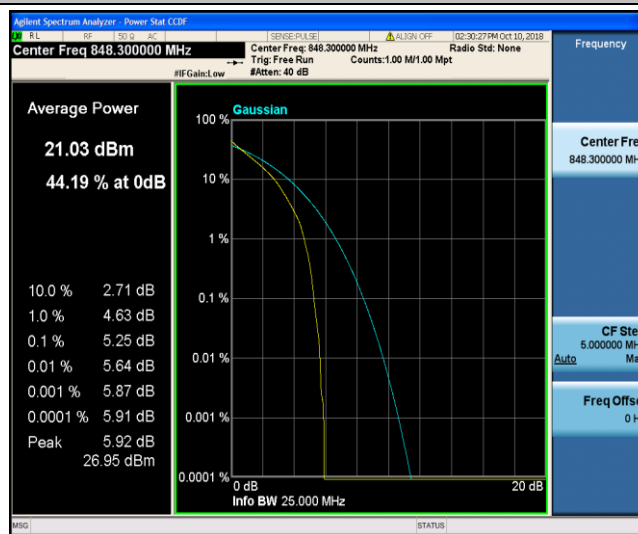 Agilent Spectrum Analyzer - Power Stat CCDF
RL RF 50 Ω AC SENSE:PULSE ALIGN OFF 02:30:27 PM Oct 10, 2018
Center Freq 848.300000 MHz
Center Freq: 848.300000 MHz Radio Std: None
Trig: Free Run Counts:1.00 M/1.00 Mpt
#IFGain:Low #Atten: 40 dB
Frequency
Average Power
21.03 dBm
44.19 % at 0dB
10.0 % 2.71 dB
1.0 % 4.63 dB
0.1 % 5.25 dB
0.01 % 5.64 dB
0.001 % 5.87 dB
0.0001 % 5.91 dB
Peak 5.92 dB
26.95 dBm
Gaussian
100 %
10 %
1 %
0.1 %
0.01 %
0.001 %
0.0001 %
0 dB 20 dB
Info BW 25.000 MHz
Center Fre
848.300000 MH
CF Ste
5.000000 MH
Auto Ma
Freq Offse
0 H
MSG STATUS